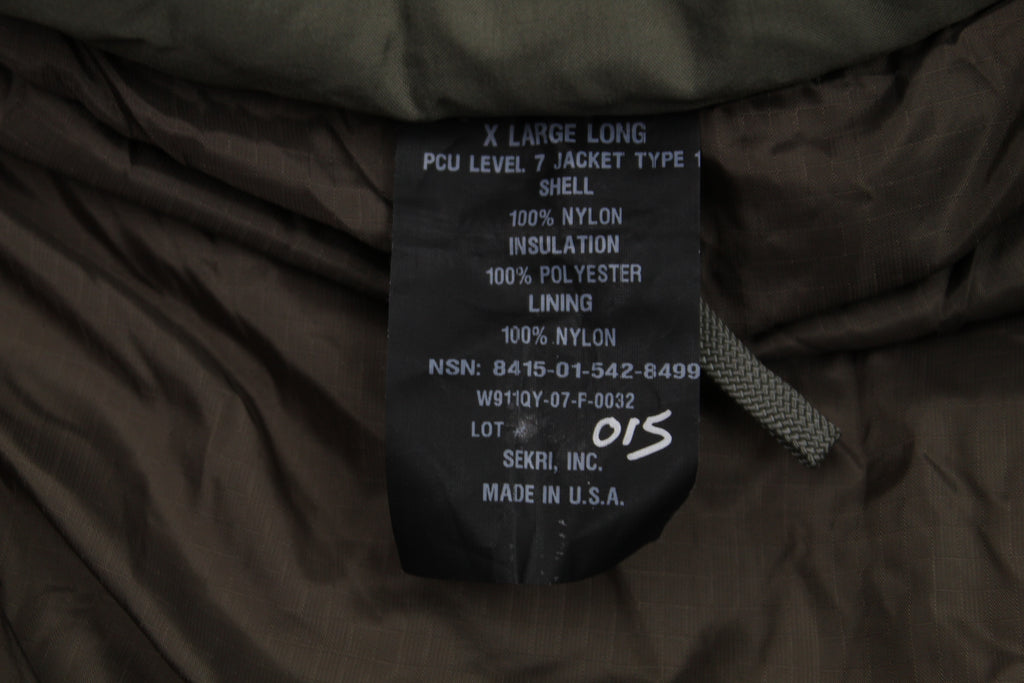 X LARGE LONG
PCU LEVEL 7 JACKET TYPE 1
SHELL
100% NYLON
INSULATION
100% POLYESTER
LINING
100% NYLON
NSN: 8415-01-542-8499
W911QY-07-F-0032
LOT 015
SEKRI, INC.
MADE IN U.S.A.